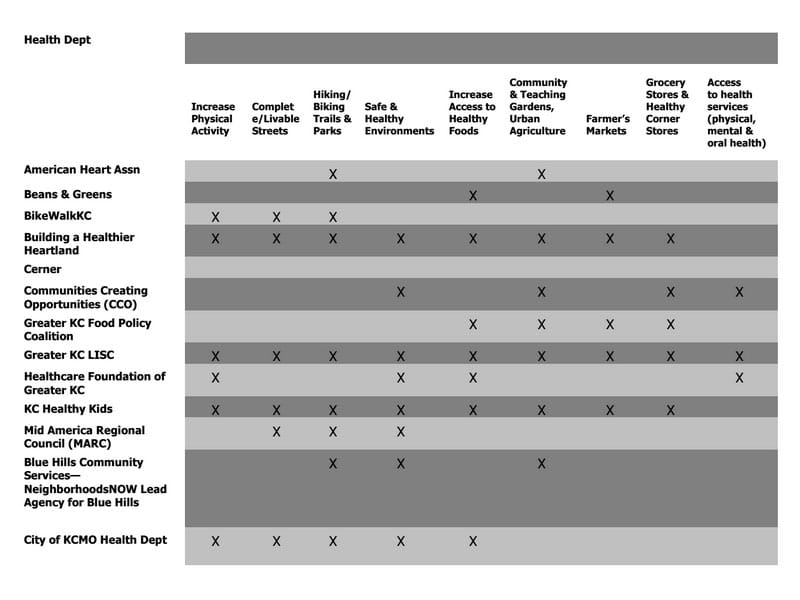 Health Dept
Increase
Physical
Activity
Complet
e/Livable
Streets
Hiking/
Biking
Trails &
Parks
Safe &
Healthy
Environments
Increase
Access to
Healthy
Foods
Community
& Teaching
Gardens,
Urban
Agriculture
Farmer's
Markets
Grocery
Stores &
Healthy
Corner
Stores
Access
to health
services
(physical,
mental &
oral health)
American Heart Assn X X
Beans & Greens X X
BikeWalkKC X X X
Building a Healthier X X X X X X X X
Heartland
Cerner
Communities Creating X X X X
Opportunities (CCO)
Greater KC Food Policy X X X X
Coalition
Greater KC LISC X X X X X X X X X
Healthcare Foundation of X X X X
Greater KC
KC Healthy Kids X X X X X X X X
Mid America Regional X X X
Council (MARC)
Blue Hills Community X X X
Services—
NeighborhoodsNOW Lead
Agency for Blue Hills
City of KCMO Health Dept X X X X X